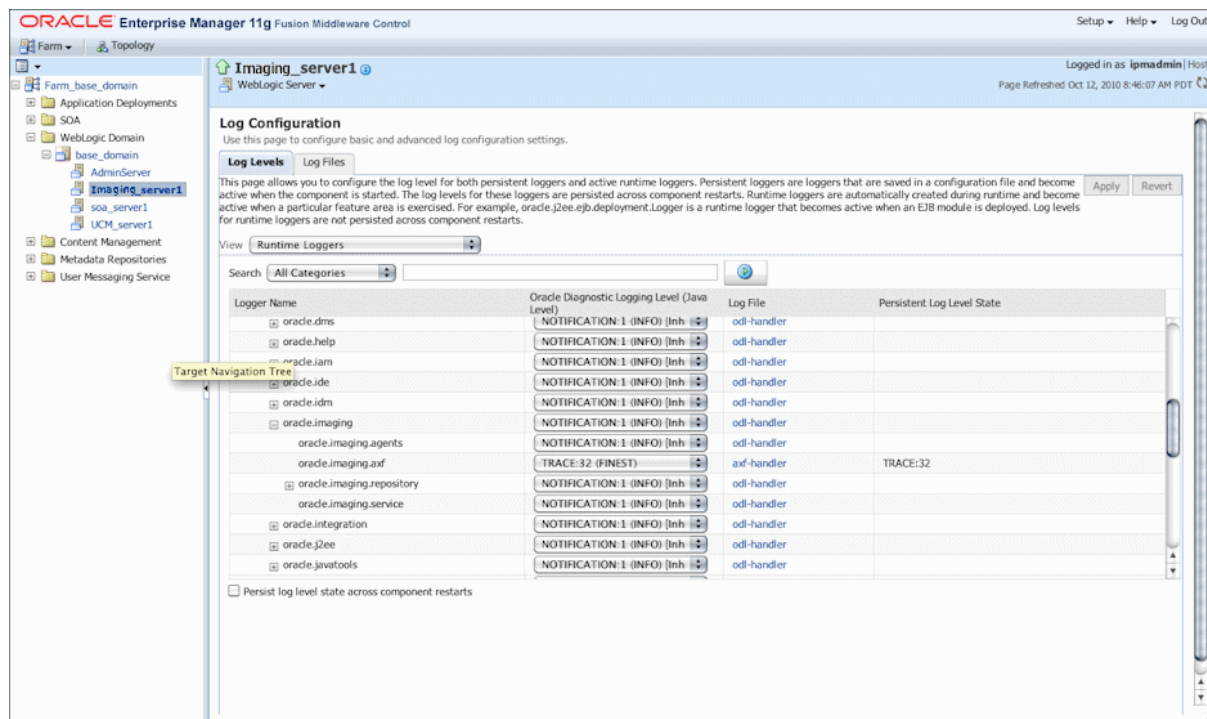 ORACLE Enterprise Manager 11g Fusion Middleware Control
Setup Help Log Out
Farm Topology
Farm_base_domain
Application Deployments
SOA
WebLogic Domain
base_domain
AdminServer
Imaging_server1
soa_server1
UCM_server1
Content Management
Metadata Repositories
User Messaging Service
Imaging_server1
WebLogic Server
Logged in as ipmadmin|Host
Page Refreshed Oct 12, 2010 8:46:07 AM PDT
Log Configuration
Use this page to configure basic and advanced log configuration settings.
Log Levels Log Files
This page allows you to configure the log level for both persistent loggers and active runtime loggers. Persistent loggers are loggers that are saved in a configuration file and become
active when the component is started. The log levels for these loggers are persisted across component restarts. Runtime loggers are automatically created during runtime and become
active when a particular feature area is exercised. For example, oracle.j2ee.ejb.deployment.Logger is a runtime logger that becomes active when an EJB module is deployed. Log levels
for runtime loggers are not persisted across component restarts.
Apply Revert
View Runtime Loggers
Search All Categories
Logger Name Oracle Diagnostic Logging Level (Java Level) Log File Persistent Log Level State
oracle.dms NOTIFICATION:1 (INFO) [Inh odl-handler
oracle.help NOTIFICATION:1 (INFO) [Inh odl-handler
oracle.iam NOTIFICATION:1 (INFO) [Inh odl-handler
Target Navigation Tree
oracle.ide NOTIFICATION:1 (INFO) [Inh odl-handler
oracle.idm NOTIFICATION:1 (INFO) [Inh odl-handler
oracle.imaging NOTIFICATION:1 (INFO) [Inh odl-handler
oracle.imaging.agents NOTIFICATION:1 (INFO) [Inh odl-handler
oracle.imaging.axf TRACE:32 (FINEST) axf-handler TRACE:32
oracle.imaging.repository NOTIFICATION:1 (INFO) [Inh odl-handler
oracle.imaging.service NOTIFICATION:1 (INFO) [Inh odl-handler
oracle.integration NOTIFICATION:1 (INFO) [Inh odl-handler
oracle.j2ee NOTIFICATION:1 (INFO) [Inh odl-handler
oracle.javatools NOTIFICATION:1 (INFO) [Inh odl-handler
Persist log level state across component restarts